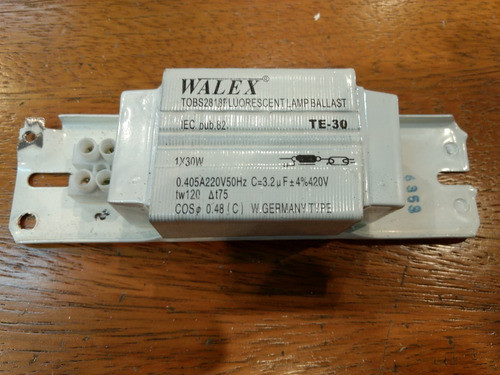 WALEX®
TOBS2818FLUORESCENT LAMP BALLAST
IEC pub.82. TE-30
1X30W
0.405A220V50Hz C=3.2μF±4%420V
tw120 Δt75
COSφ 0.48 (C) W.GERMANY TYPE
6353